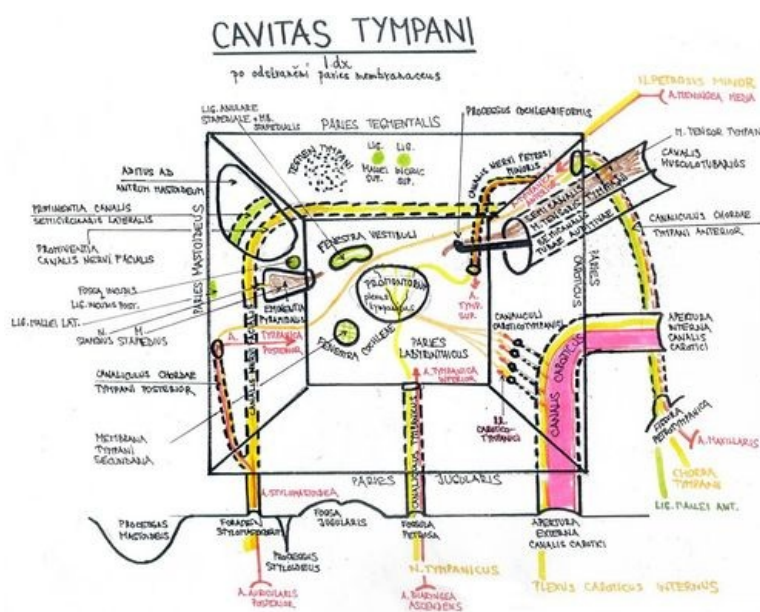 CAVITAS TYMPANI
l. dx
po odstranění paries membranaceus
N. PETROSUS MINOR
A. MENINGEA MEDIA
LIG. ANULARE
STAPEDIALE + MB.
STAPEDIALIS
PARIES TEGMENTALIS
PROCESSUS COCHLEARIFORMIS
M. TENSOR TYMPANI
CANALIS
MUSCULOTUBARIUS
TEGMEN TYMPANI
LIG.
MALLEI
SUP.
LIG.
INCUDIS
SUP.
CANALIS NERVI PETROSI
MINORIS
ADITUS AD
ANTRUM MASTOIDEUM
SEMICANALIS
M. TENSORIS TYMPANI
SEMICANALIS
TUBAE AUDITIVAE
PROMINENTIA CANALIS
SEMICIRCULARIS LATERALIS
CANALICULUS CHORDAE
TYMPANI ANTERIOR
PROMINENTIA
CANALIS NERVI FACIALIS
PARIES MASTOIDEUS
FENESTRA VESTIBULI
PARIES
CAROTICUS
FOSSA INCUDIS
LIG. INCUDIS POST.
PROMONTORIUM
plexus
tympanicus
A.
TYMP.
SUP.
LIG. MALLEI LAT.
EMINENTIA
PYRAMIDALIS
N.
M.
STAPEDIUS
A. TYMPANICA
POSTERIOR
FENESTRA COCHLEAE
PARIES
LABYRINTHICUS
CANALICULI
CAROTICOTYMPANICI
APERTURA
INTERNA
CANALIS
CAROTICI
CANALICULUS CHORDAE
TYMPANI POSTERIOR
A. TYMPANICA
INFERIOR
CANALIS CAROTICUS
RR.
CAROTICO-
TYMPANICI
FISSURA
PETROTYMPANICA
MEMBRANA
TYMPANI
SECUNDARIA
CANALICULUS TYMPANICUS
A. MAXILLARIS
CHORDA
TYMPANI
LIG. MALLEI ANT.
PARIES JUGULARIS
A. STYLOMASTOIDEA
PROCESSUS
MASTOIDEUS
FORAMEN
STYLOMASTOIDEUM
FOSSA
JUGULARIS
FOSSULA
PETROSA
APERTURA
EXTERNA
CANALIS CAROTICI
PROCESSUS
STYLOIDEUS
N. TYMPANICUS
A. AURICULARIS
POSTERIOR
A. PHARYNGEA
ASCENDENS
PLEXUS CAROTICUS INTERNUS